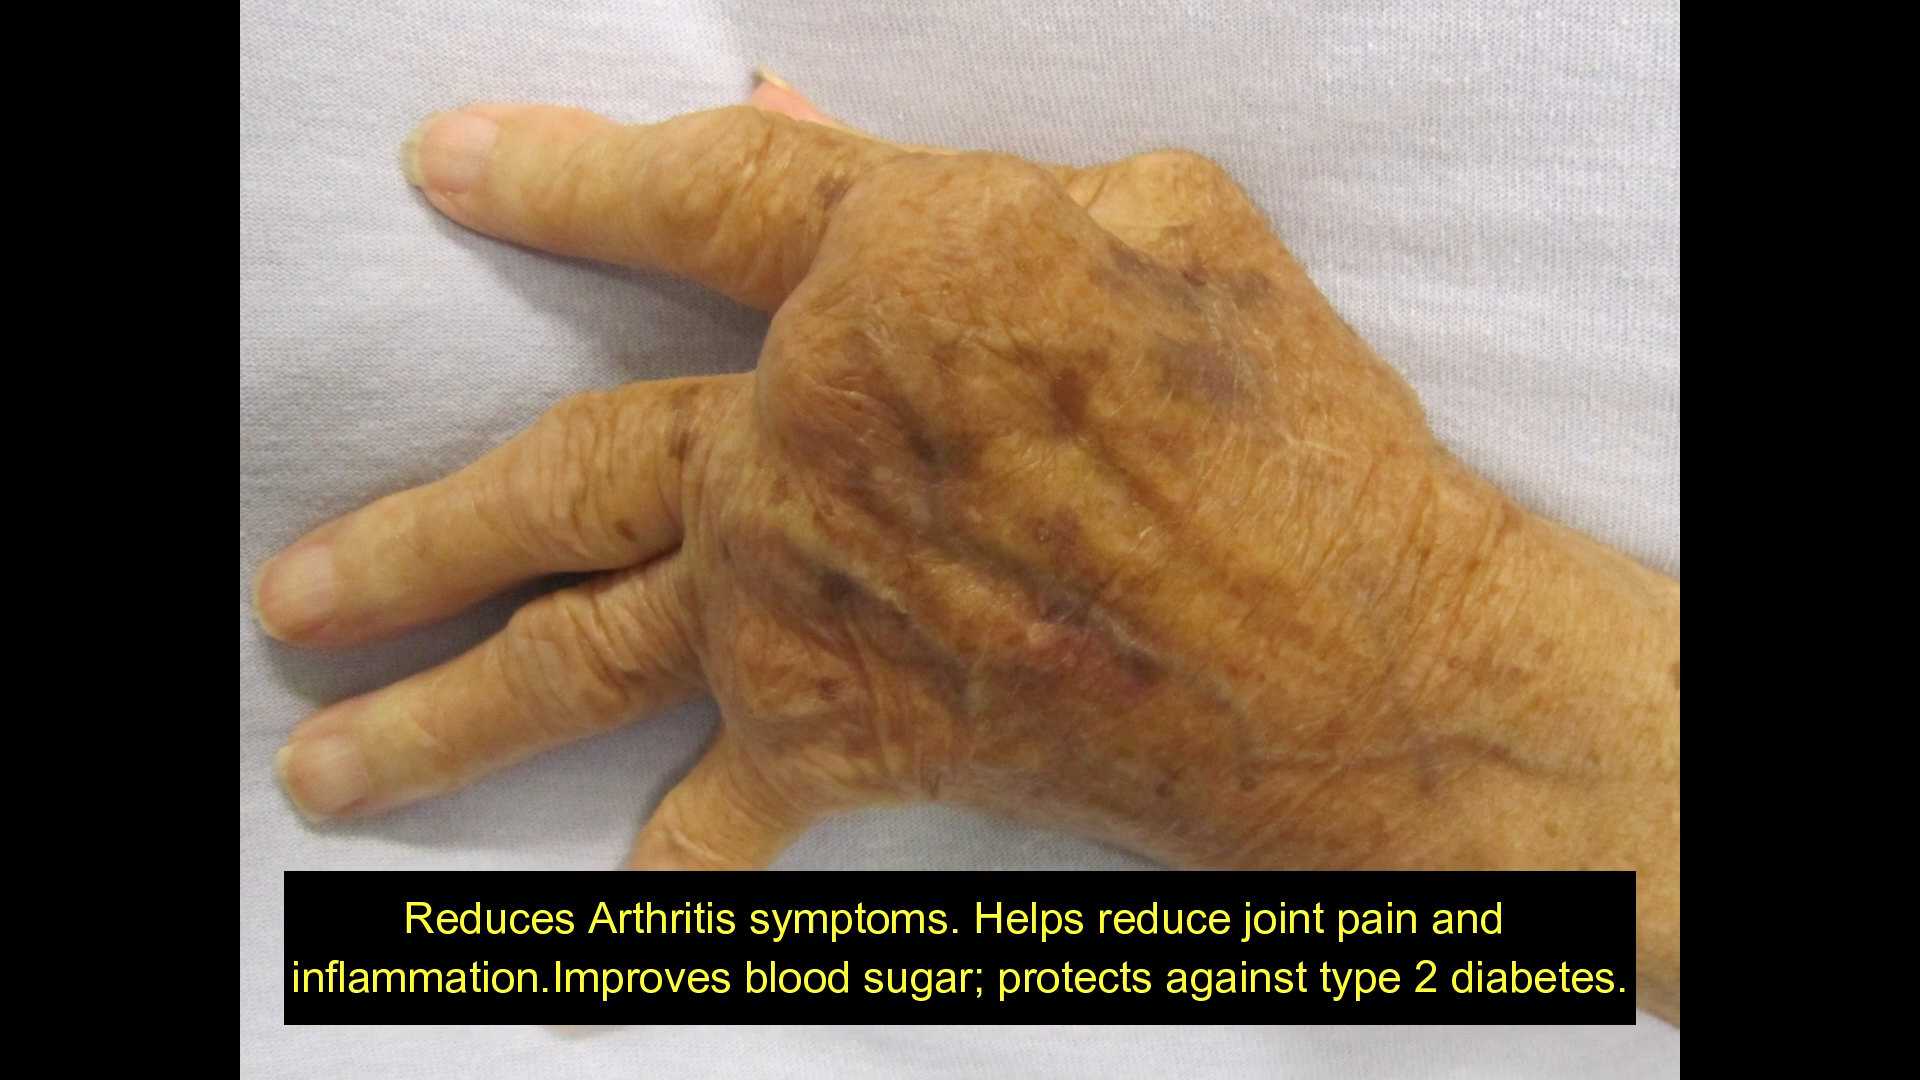 Reduces Arthritis symptoms. Helps reduce joint pain and
inflammation.Improves blood sugar; protects against type 2 diabetes.